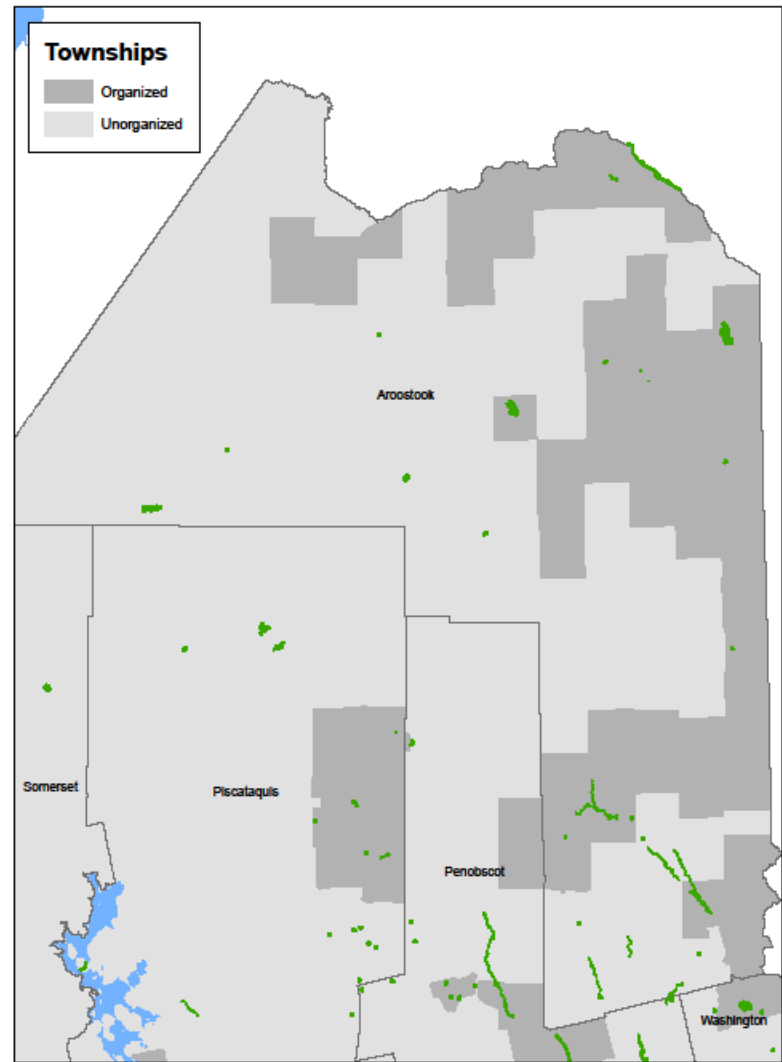 Townships
Organized
Unorganized
Aroostook
Somerset
Piscataquis
Penobscot
Washington